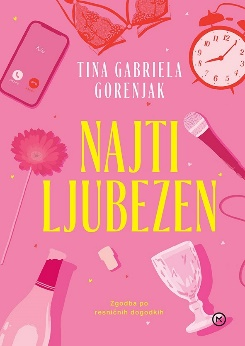 TINA GABRIELA
GORENJAK
NAJTI
LJUBEZEN
Zgodba po
resničnih dogodkih